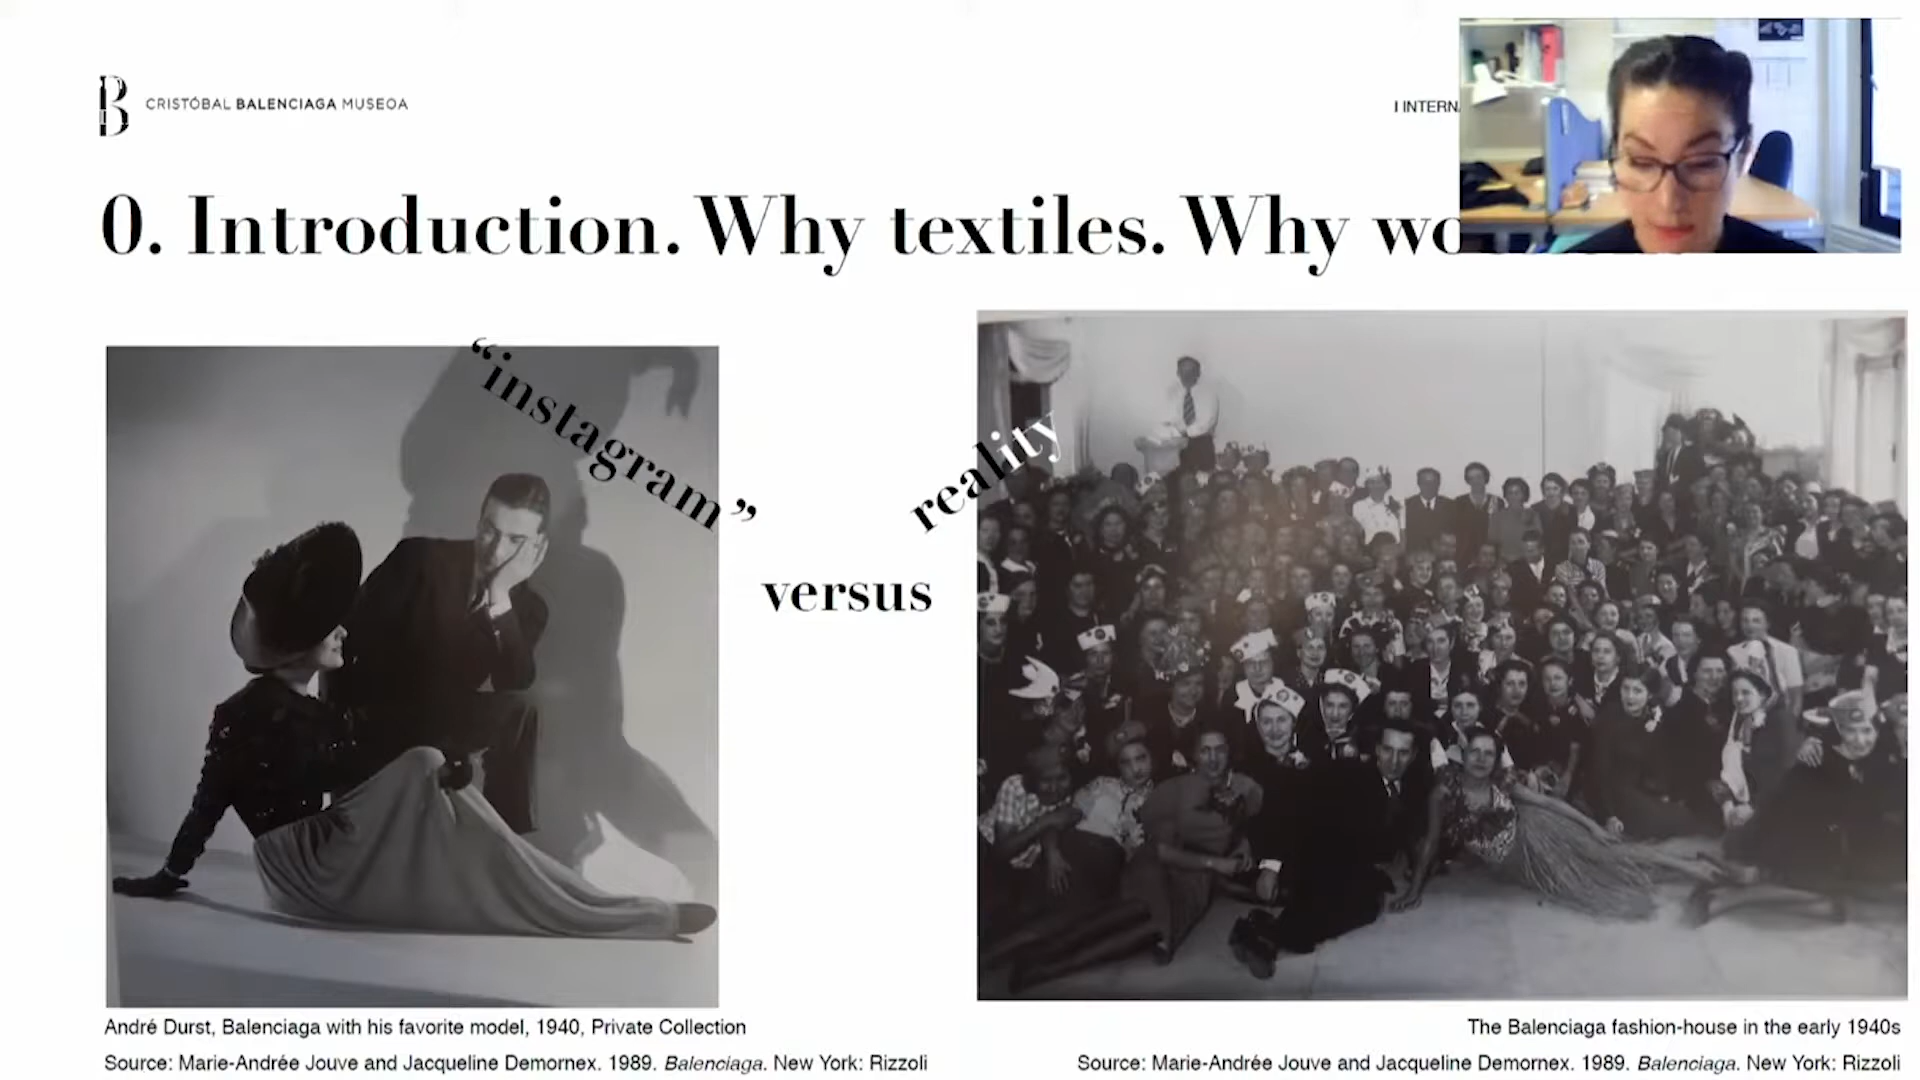 CRISTÓBAL BALENCIAGA MUSEOA
I INTERN
0. Introduction. Why textiles. Why wo
“instagram”
reality
versus
André Durst, Balenciaga with his favorite model, 1940, Private Collection
Source: Marie-Andrée Jouve and Jacqueline Demornex. 1989. Balenciaga. New York: Rizzoli
The Balenciaga fashion-house in the early 1940s
Source: Marie-Andrée Jouve and Jacqueline Demornex. 1989. Balenciaga. New York: Rizzoli